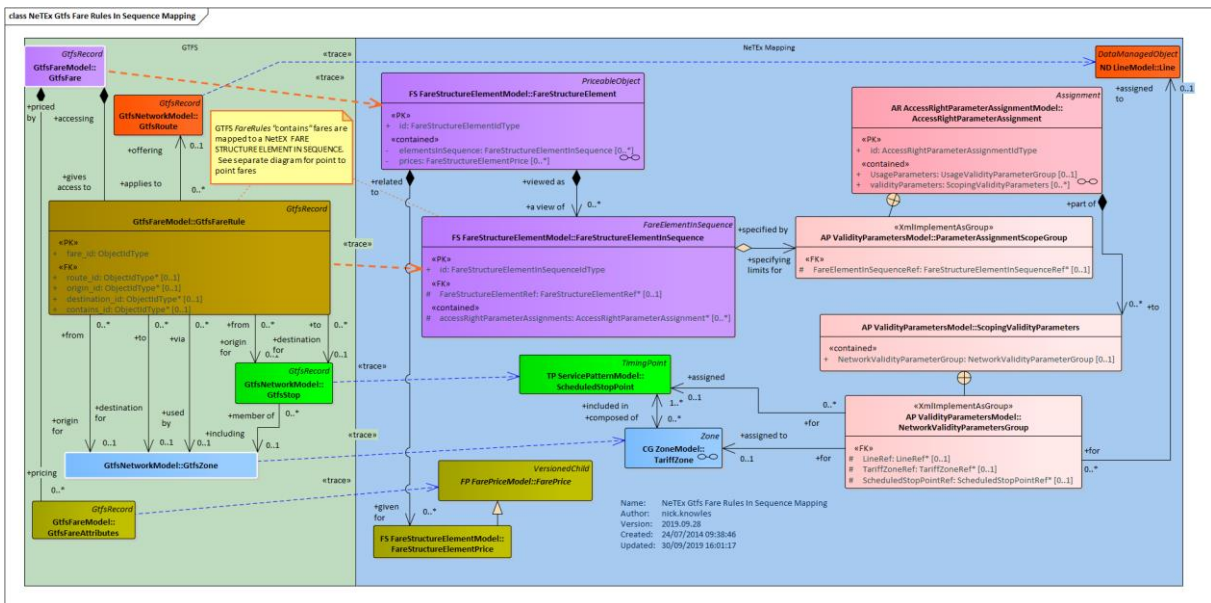 class NeTEx Gtfs Fare Rules In Sequence Mapping
GTFS
NeTEx Mapping
GtfsRecord
GtfsFareModel::
GtfsFare
«trace»
«trace»
+priced
by
+accessing
GtfsRecord
GtfsNetworkModel::
GtfsRoute
+offering
0..1
+gives
access to
+applies to
0..*
GTFS FareRules "contains" fares are
mapped to a NetEX FARE
STRUCTURE ELEMENT IN SEQUENCE.
See separate diagram for point to
point fares
GtfsRecord
GtfsFareModel::GtfsFareRule
«PK»
+ fare_id: ObjectIdType
«FK»
+ route_id: ObjectIdType* [0..1]
+ origin_id: ObjectIdType* [0..1]
+ destination_id: ObjectIdType* [0..1]
+ contains_id: ObjectIdType* [0..1]
«trace»
0..*
0..*
0..*
0..*
0..*
+from
+to
+via
+from
+to
+origin
for
+destination
for
0..1
0..1
GtfsRecord
GtfsNetworkModel::
GtfsStop
«trace»
+origin
for
+destination
for
+used
by
+member of
0..*
+including
0..1
0..1
0..1
0..1
«trace»
GtfsNetworkModel::GtfsZone
+pricing
0..*
«trace»
GtfsRecord
GtfsFareModel::
GtfsFareAttributes
PriceableObject
FS FareStructureElementModel::FareStructureElement
«PK»
+ id: FareStructureElementIdType
«contained»
- elementsInSequence: FareStructureElementInSequence [0..*]
- prices: FareStructureElementPrice [0..*]
+related
to
+viewed as
+a view of
0..*
FareElementInSequence
FS FareStructureElementModel::FareStructureElementInSequence
«PK»
+ id: FareStructureElementInSequenceIdType
«FK»
# FareStructureElementRef: FareStructureElementRef* [0..1]
«contained»
# accessRightParameterAssignments: AccessRightParameterAssignment* [0..*]
+specified by
+specifying
limits for
DataManagedObject
ND LineModel::Line
+assigned
to
0..1
Assignment
AR AccessRightParameterAssignmentModel::
AccessRightParameterAssignment
«PK»
+ id: AccessRightParameterAssignmentIdType
«contained»
+ UsageParameters: UsageValidityParameterGroup [0..1]
+ validityParameters: ScopingValidityParameters [0..*]
+part of
«XmlImplementAsGroup»
AP ValidityParametersModel::ParameterAssignmentScopeGroup
«FK»
# FareElementInSequenceRef: FareStructureElementInSequenceRef* [0..1]
0..*
+to
AP ValidityParametersModel::ScopingValidityParameters
«contained»
+ NetworkValidityParameterGroup: NetworkValidityParameterGroup [0..1]
TimingPoint
TP ServicePatternModel::
ScheduledStopPoint
+assigned
0..1
0..*
+for
1..*
+included in
+composed of
0..*
Zone
CG ZoneModel::
TariffZone
+assigned to
0..1
+for
«XmlImplementAsGroup»
AP ValidityParametersModel::
NetworkValidityParametersGroup
«FK»
# LineRef: LineRef* [0..1]
# TariffZoneRef: TariffZoneRef* [0..1]
# ScheduledStopPointRef: ScheduledStopPointRef* [0..1]
+for
0..*
VersionedChild
FP FarePriceModel::FarePrice
+given
for
0..*
FS FareStructureElementModel::
FareStructureElementPrice
Name: NeTEx Gtfs Fare Rules In Sequence Mapping
Author: nick.knowles
Version: 2019.09.28
Created: 24/07/2014 09:38:46
Updated: 30/09/2019 16:01:17